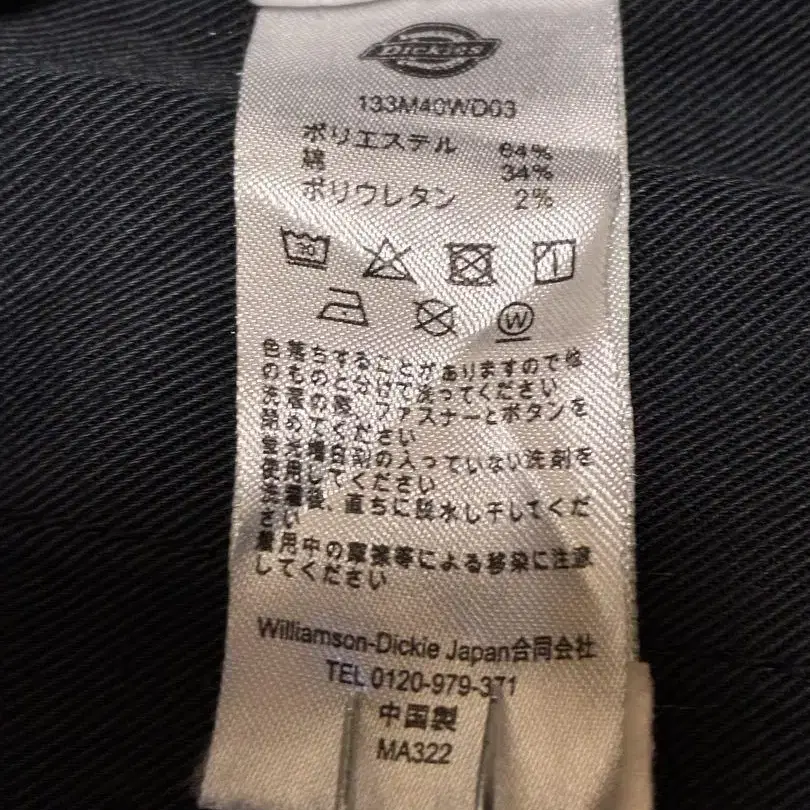 Dickies
133M40WD03
ポリエステル 64%
綿 34%
ポリウレタン 2%
30
W
色落ちすることがありますので他
のものと分けて洗ってください
洗濯の際、ファスナーとボタンを
閉めてください
蛍光増白剤の入っていない洗剤を
使用してください
洗濯後、直ちに脱水し干してくだ
さい
着用中の摩擦等による移染に注意
してください
Williamson-Dickie Japan合同会社
TEL 0120-979-371
中国製
MA322